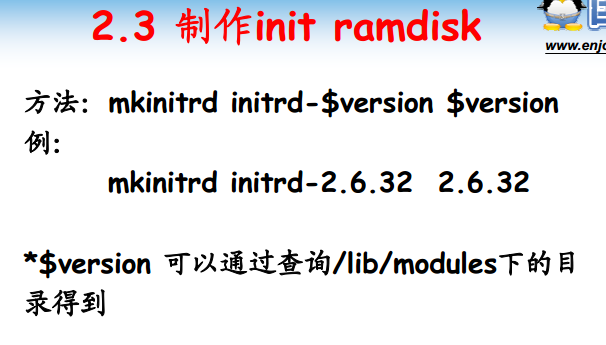 2.3 制作init ramdisk
www.enj
方法：mkinitrd initrd-$version $version
例：
mkinitrd initrd-2.6.32 2.6.32
*$version 可以通过查询/lib/modules下的目
录得到